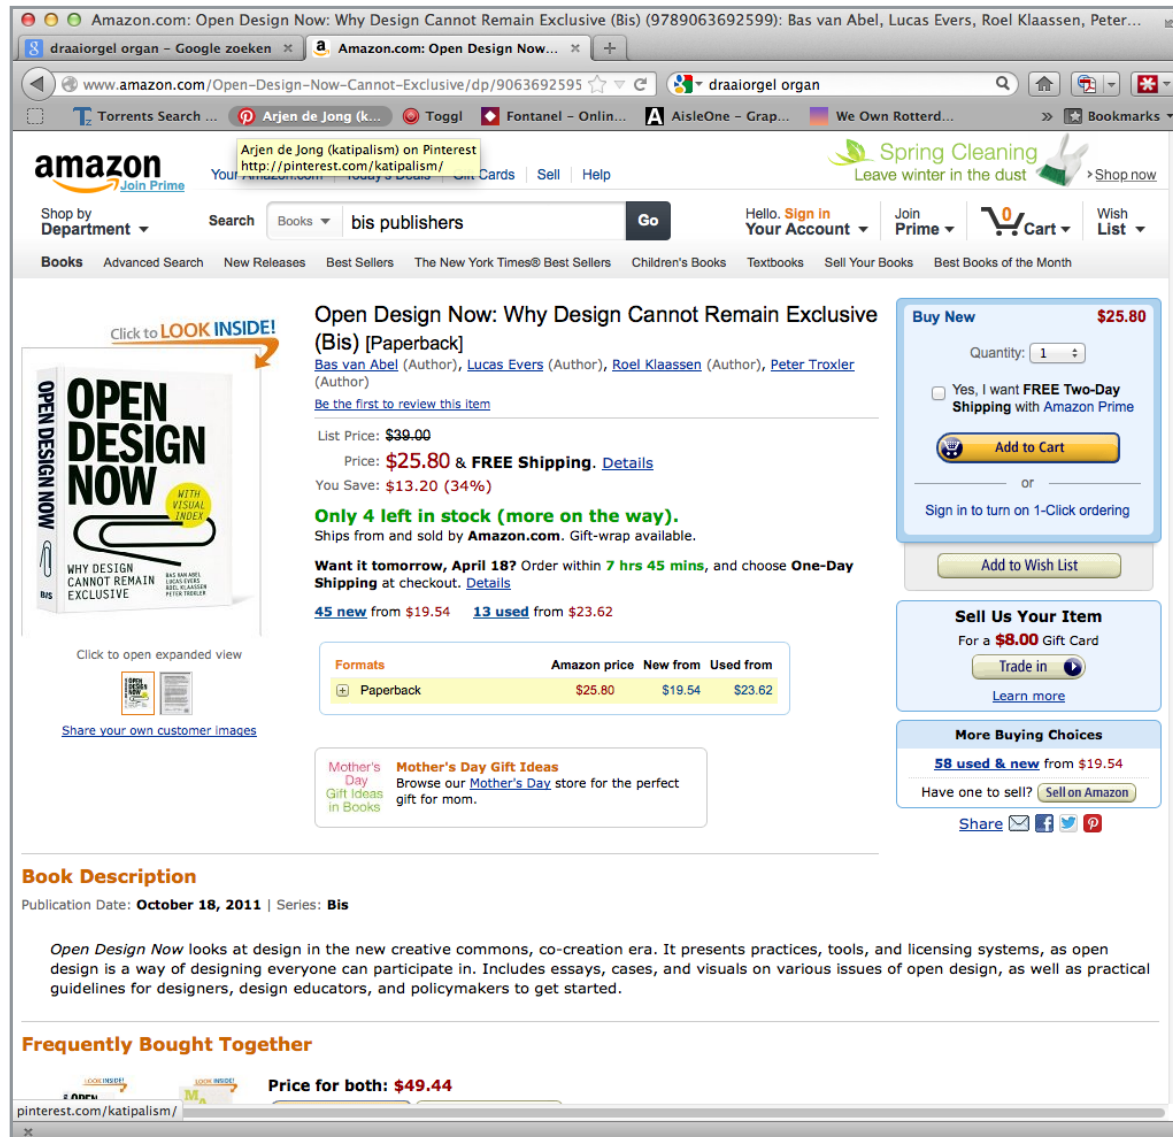 Amazon.com: Open Design Now: Why Design Cannot Remain Exclusive (Bis) (9789063692599): Bas van Abel, Lucas Evers, Roel Klaassen, Peter...
draaiorgel organ – Google zoeken
Amazon.com: Open Design Now...
www.amazon.com/Open-Design-Now-Cannot-Exclusive/dp/9063692595
draaiorgel organ
Torrents Search ... Arjen de Jong (k... Toggl Fontanel – Onlin... AisleOne – Grap... We Own Rotterd... » Bookmarks
Arjen de Jong (katipalism) on Pinterest
http://pinterest.com/katipalism/
amazon
Join Prime
Your Amazon.com Today's Deals Gift Cards Sell Help
Spring Cleaning
Leave winter in the dust
Shop now
Shop by
Department
Search Books bis publishers Go
Hello. Sign in
Your Account
Join
Prime
0
Cart
Wish
List
Books Advanced Search New Releases Best Sellers The New York Times® Best Sellers Children's Books Textbooks Sell Your Books Best Books of the Month
Click to LOOK INSIDE!
OPEN DESIGN NOW
BIS
OPEN
DESIGN
NOW
WITH
VISUAL
INDEX
WHY DESIGN
CANNOT REMAIN
EXCLUSIVE
BAS VAN ABEL
LUCAS EVERS
ROEL KLAASSEN
PETER TROXLER
Click to open expanded view
Share your own customer images
Open Design Now: Why Design Cannot Remain Exclusive
(Bis) [Paperback]
Bas van Abel (Author), Lucas Evers (Author), Roel Klaassen (Author), Peter Troxler
(Author)
Be the first to review this item
List Price: $39.00
Price: $25.80 & FREE Shipping. Details
You Save: $13.20 (34%)
Only 4 left in stock (more on the way).
Ships from and sold by Amazon.com. Gift-wrap available.
Want it tomorrow, April 18? Order within 7 hrs 45 mins, and choose One-Day
Shipping at checkout. Details
45 new from $19.54 13 used from $23.62
Formats Amazon price New from Used from
Paperback $25.80 $19.54 $23.62
Mother's
Day
Gift Ideas
in Books
Mother's Day Gift Ideas
Browse our Mother's Day store for the perfect
gift for mom.
Buy New $25.80
Quantity: 1
Yes, I want FREE Two-Day
Shipping with Amazon Prime
Add to Cart
or
Sign in to turn on 1-Click ordering
Add to Wish List
Sell Us Your Item
For a $8.00 Gift Card
Trade in
Learn more
More Buying Choices
58 used & new from $19.54
Have one to sell? Sell on Amazon
Share
Book Description
Publication Date: October 18, 2011 | Series: Bis
Open Design Now looks at design in the new creative commons, co-creation era. It presents practices, tools, and licensing systems, as open
design is a way of designing everyone can participate in. Includes essays, cases, and visuals on various issues of open design, as well as practical
guidelines for designers, design educators, and policymakers to get started.
Frequently Bought Together
LOOK INSIDE!
LOOK INSIDE!
OPEN
MA
Price for both: $49.44
pinterest.com/katipalism/